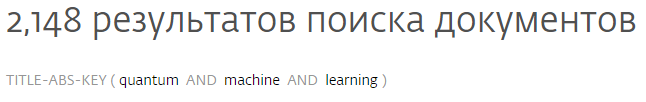 2,148 результатов поиска документов
TITLE-ABS-KEY ( quantum AND machine AND learning )